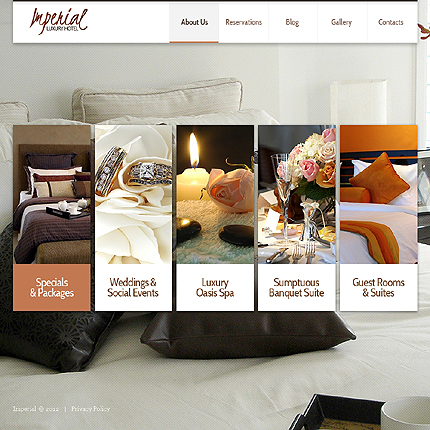 Imperial
LUXURY HOTEL
About Us
Reservations
Blog
Gallery
Contacts
Specials
& Packages
Weddings &
Social Events
Luxury
Oasis Spa
Sumptuous
Banquet Suite
Guest Rooms
& Suites
Imperial © 2012 | Privacy Policy